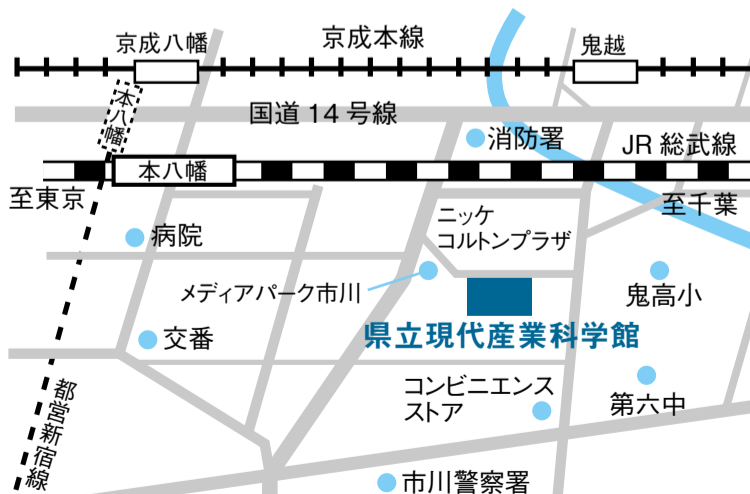 京成八幡
京成本線
鬼越
本八幡
国道14号線
消防署
JR 総武線
本八幡
至東京
至千葉
病院
ニッケ
コルトンプラザ
メディアパーク市川
鬼高小
交番
県立現代産業科学館
コンビニエンス
ストア
第六中
都営新宿線
市川警察署